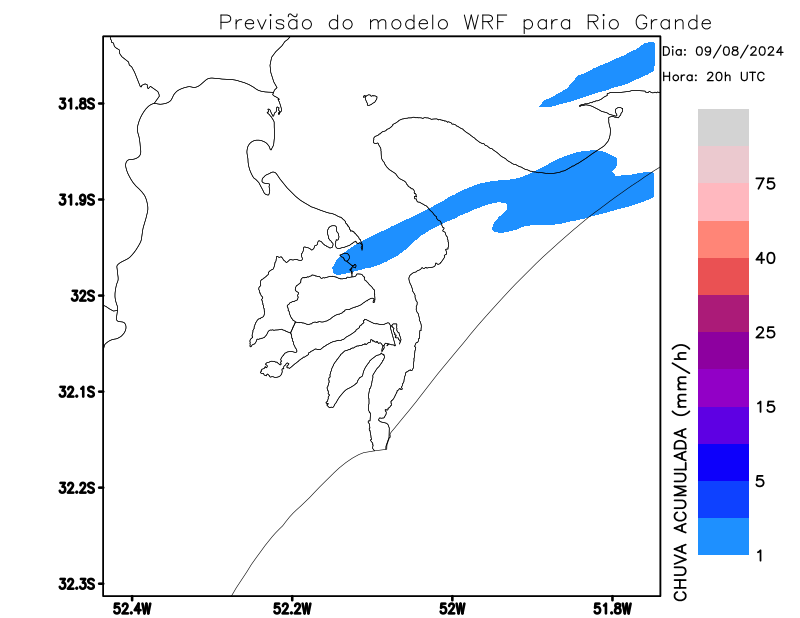 Previsão do modelo WRF para Rio Grande
Dia: 09/08/2024
Hora: 20h UTC
31.8S
31.9S
32S
32.1S
32.2S
32.3S
52.4W
52.2W
52W
51.8W
75
40
25
15
5
1
CHUVA ACUMULADA (mm/h)